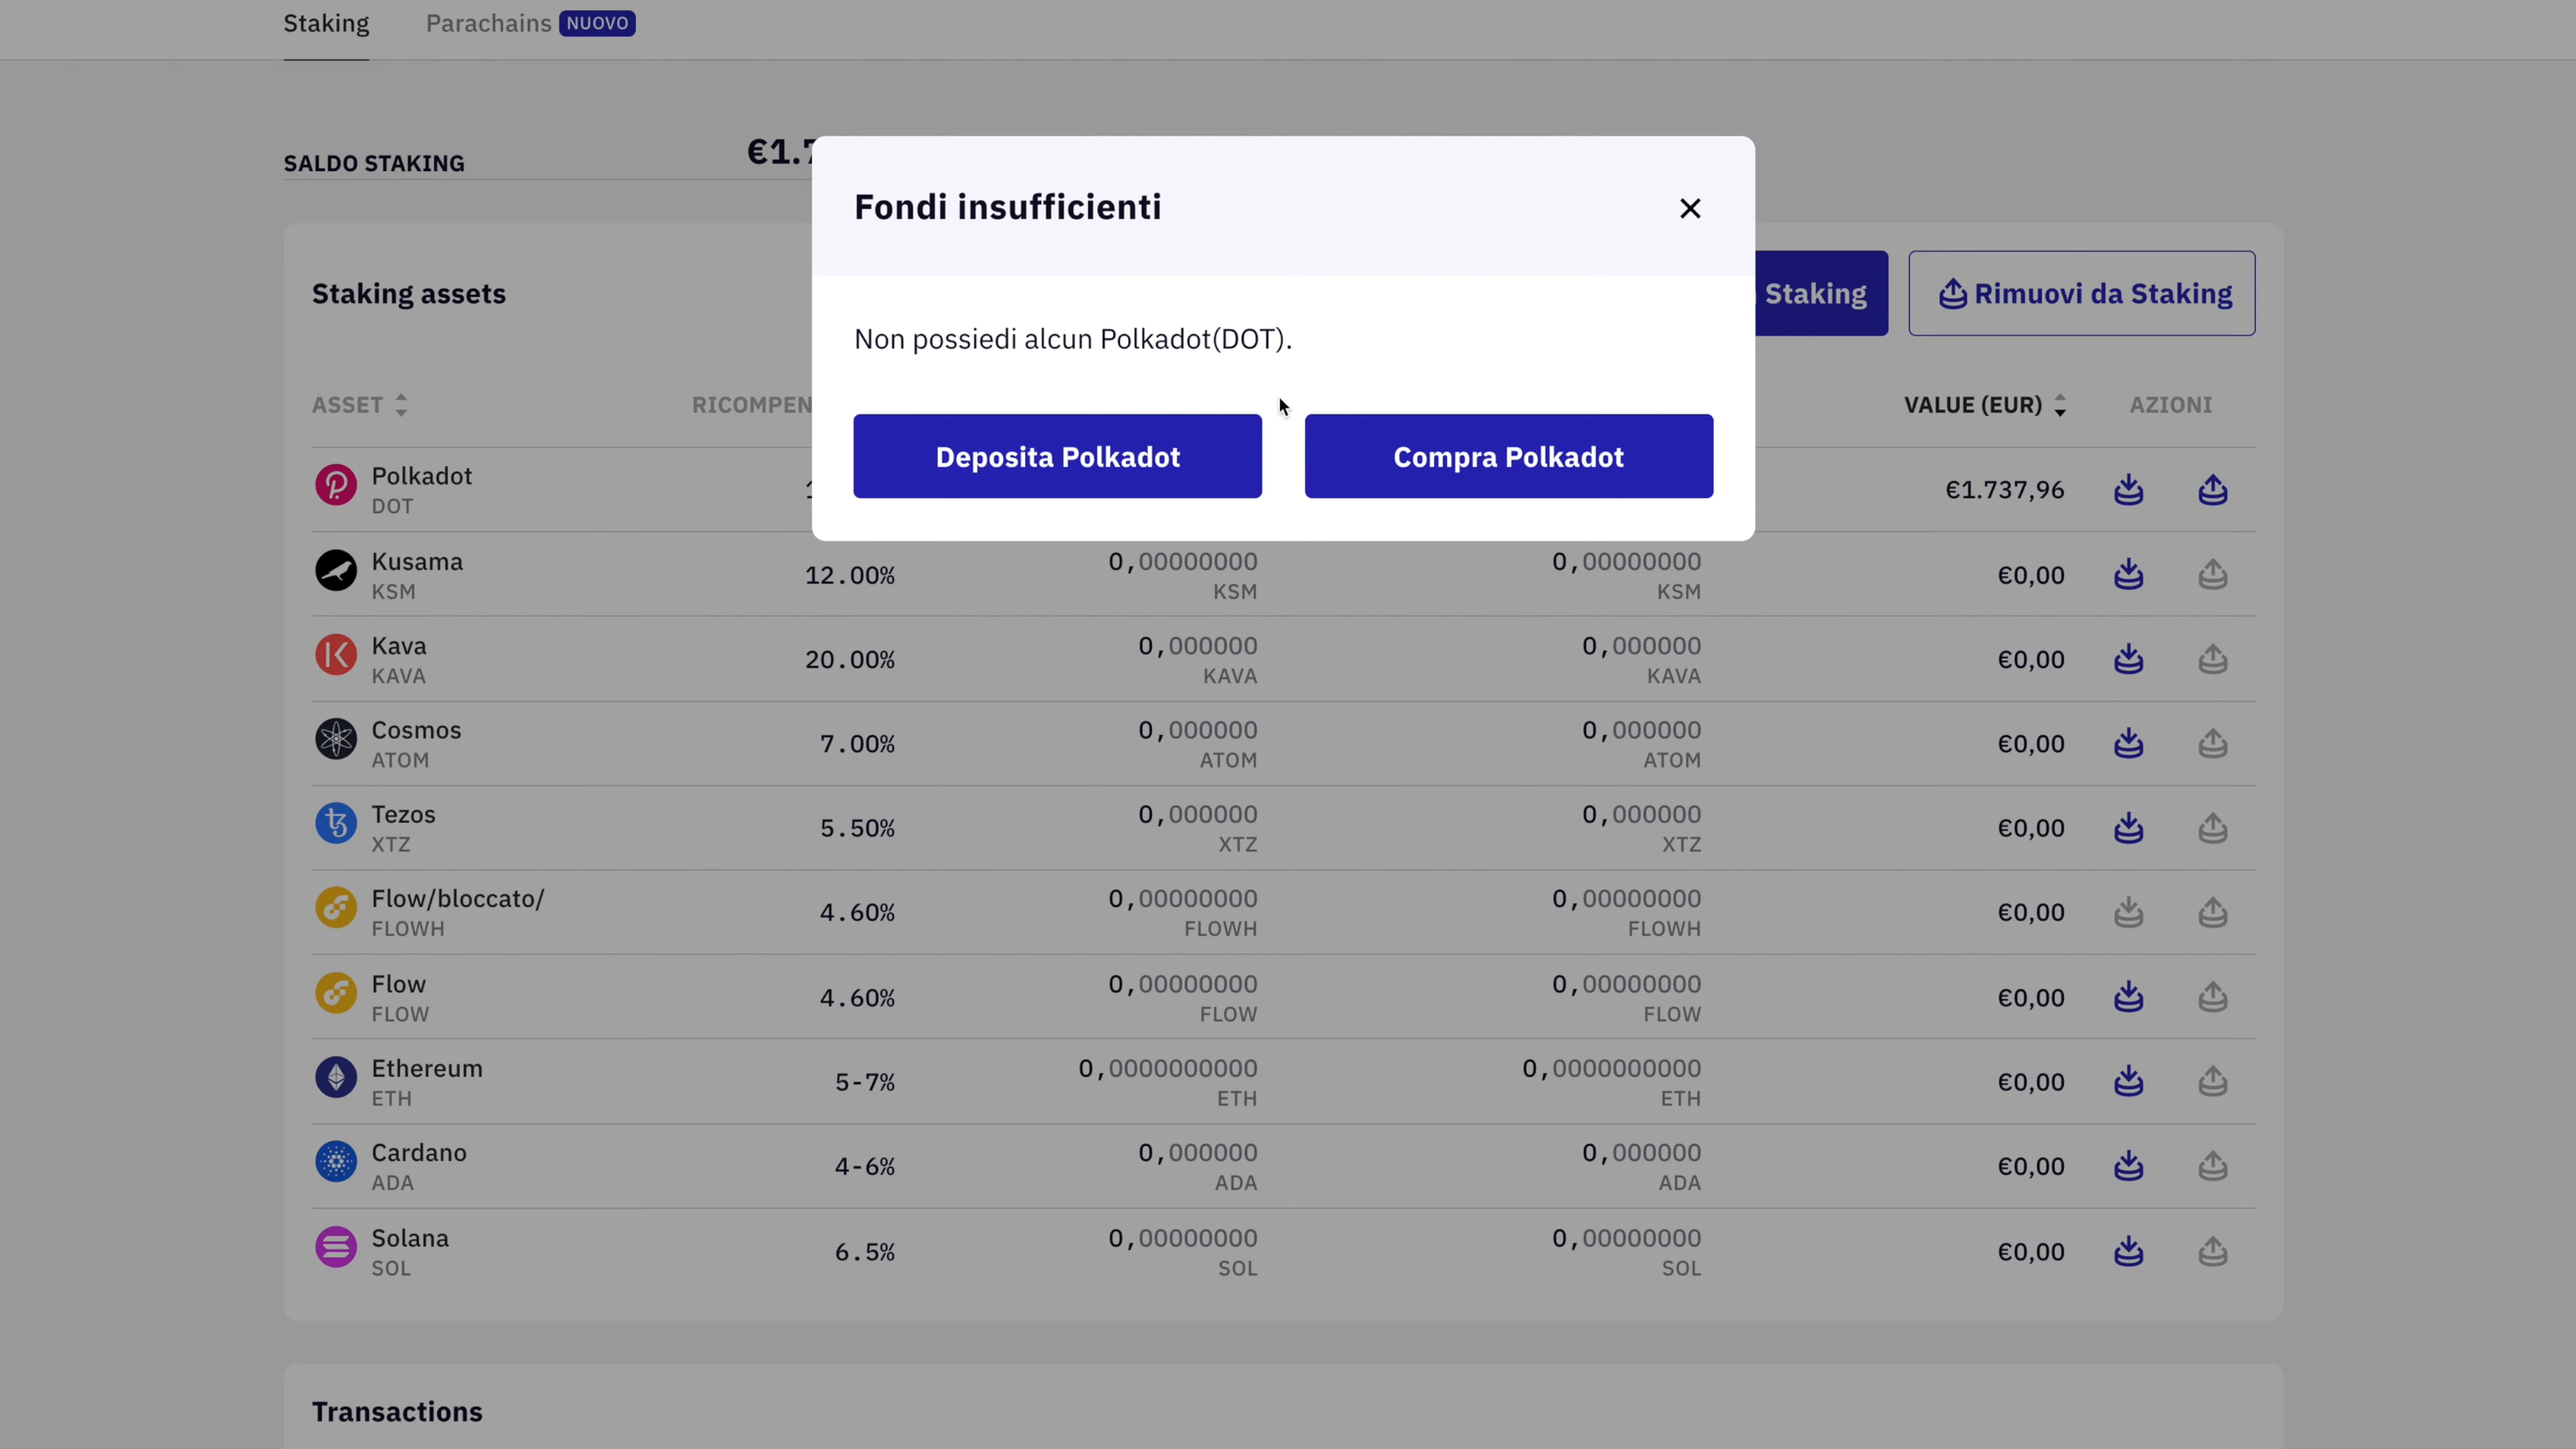 Staking
Parachains NUOVO
SALDO STAKING
Fondi insufficienti
Non possiedi alcun Polkadot(DOT).
Deposita Polkadot
Compra Polkadot
Staking assets
Staking
Rimuovi da Staking
ASSET
VALUE (EUR)
AZIONI
Polkadot
DOT
€1.737,96
Kusama
KSM
12.00%
0,00000000
KSM
0,00000000
KSM
€0,00
Kava
KAVA
20.00%
0,000000
KAVA
0,000000
KAVA
€0,00
Cosmos
ATOM
7.00%
0,000000
ATOM
0,000000
ATOM
€0,00
Tezos
XTZ
5.50%
0,000000
XTZ
0,000000
XTZ
€0,00
Flow/bloccato/
FLOWH
4.60%
0,00000000
FLOWH
0,00000000
FLOWH
€0,00
Flow
FLOW
4.60%
0,00000000
FLOW
0,00000000
FLOW
€0,00
Ethereum
ETH
5-7%
0,0000000000
ETH
0,0000000000
ETH
€0,00
Cardano
ADA
4-6%
0,000000
ADA
0,000000
ADA
€0,00
Solana
SOL
6.5%
0,00000000
SOL
0,00000000
SOL
€0,00
Transactions